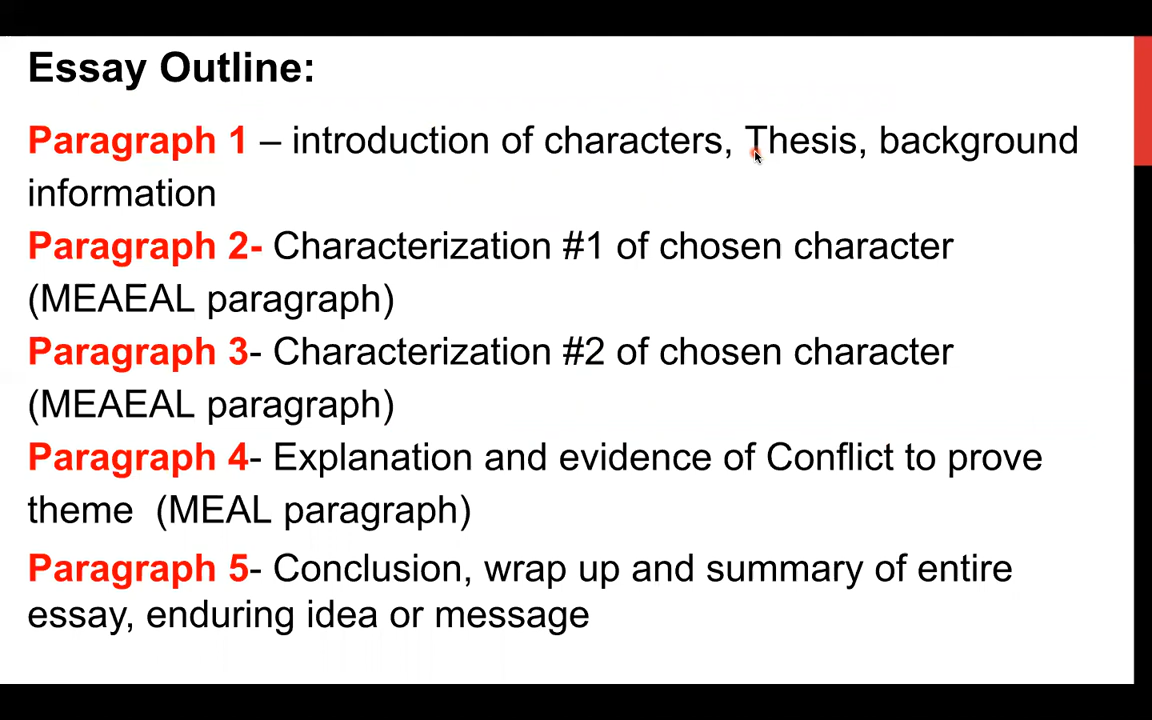 Essay Outline:
Paragraph 1 – introduction of characters, Thesis, background
information
Paragraph 2- Characterization #1 of chosen character
(MEAEAL paragraph)
Paragraph 3- Characterization #2 of chosen character
(MEAEAL paragraph)
Paragraph 4- Explanation and evidence of Conflict to prove
theme  (MEAL paragraph)
Paragraph 5- Conclusion, wrap up and summary of entire
essay, enduring idea or message